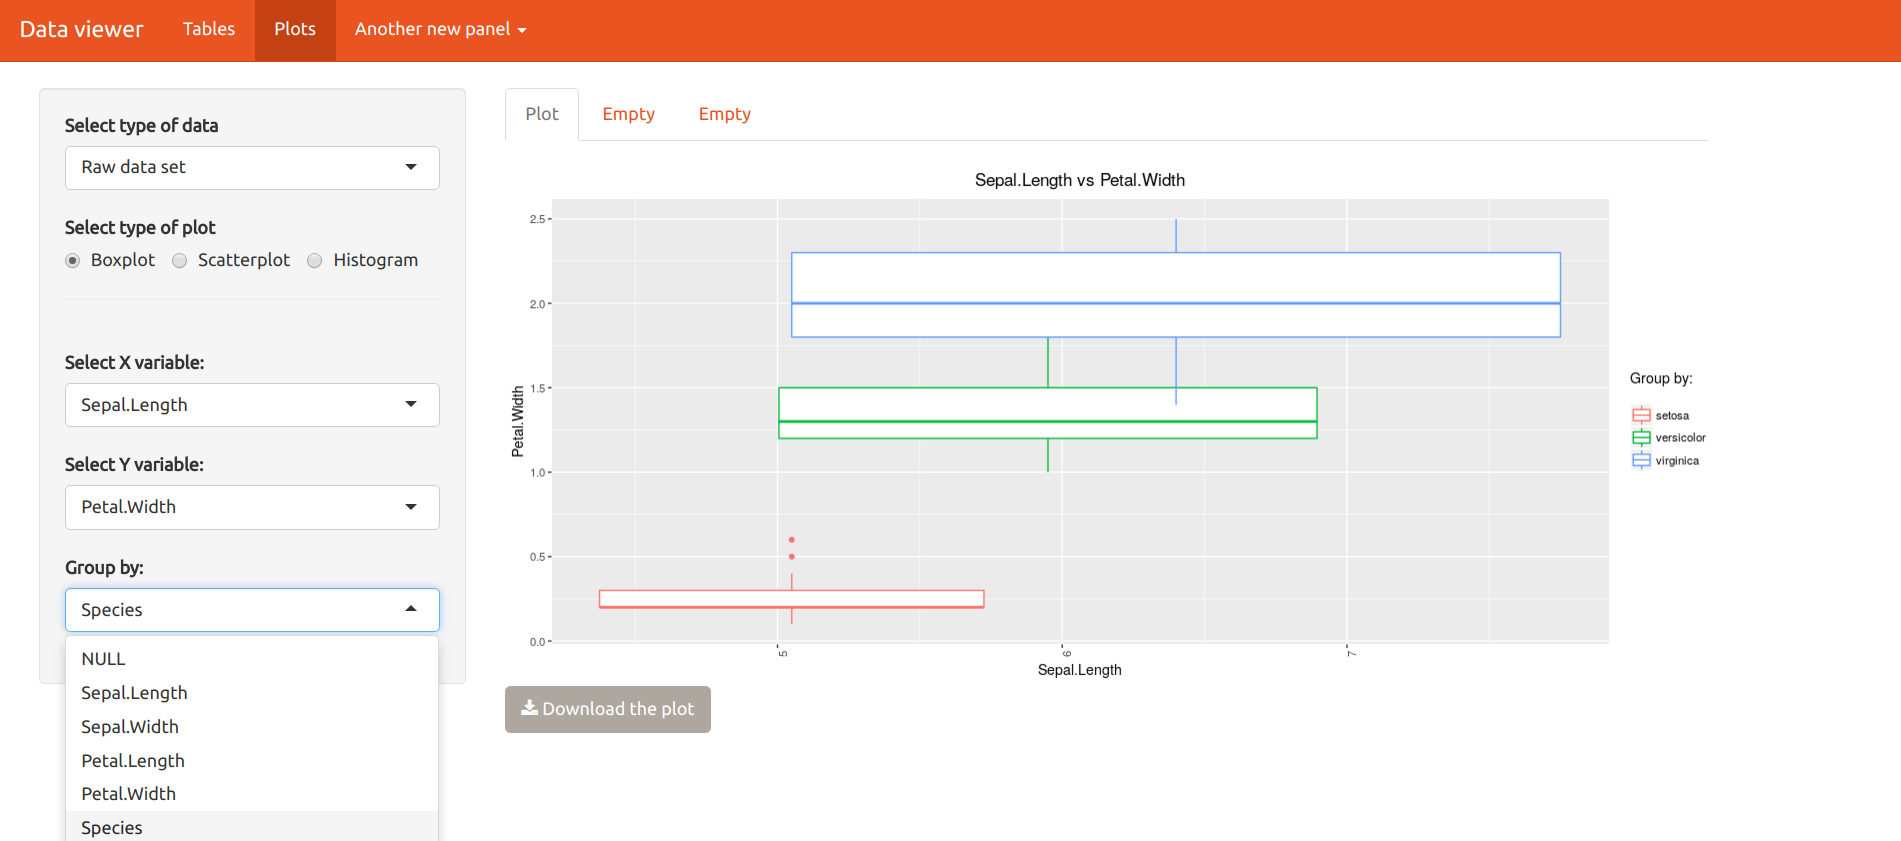 Data viewer Tables Plots Another new panel
Select type of data
Raw data set
Select type of plot
Boxplot Scatterplot Histogram
Select X variable:
Sepal.Length
Select Y variable:
Petal.Width
Group by:
Species
NULL
Sepal.Length
Sepal.Width
Petal.Length
Petal.Width
Species
Plot Empty Empty
Sepal.Length vs Petal.Width
Petal.Width
2.5
2.0
1.5
1.0
0.5
0.0
5 6 7
Sepal.Length
Group by:
setosa
versicolor
virginica
Download the plot